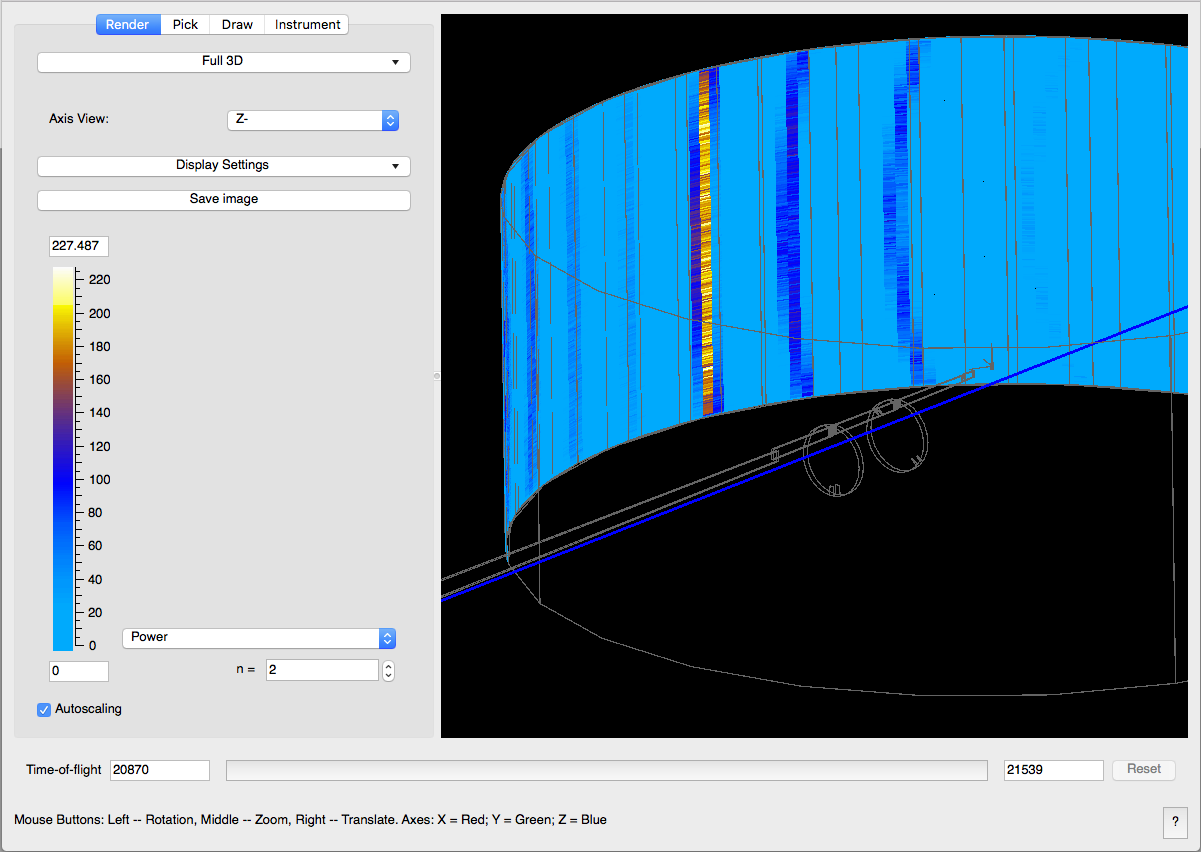 Render Pick Draw Instrument
Full 3D
Axis View: Z-
Display Settings
Save image
227.487
220
200
180
160
140
120
100
80
60
40
20
0
Power
0
n = 2
Autoscaling
Time-of-flight 20870 21539 Reset
Mouse Buttons: Left -- Rotation, Middle -- Zoom, Right -- Translate. Axes: X = Red; Y = Green; Z = Blue ?